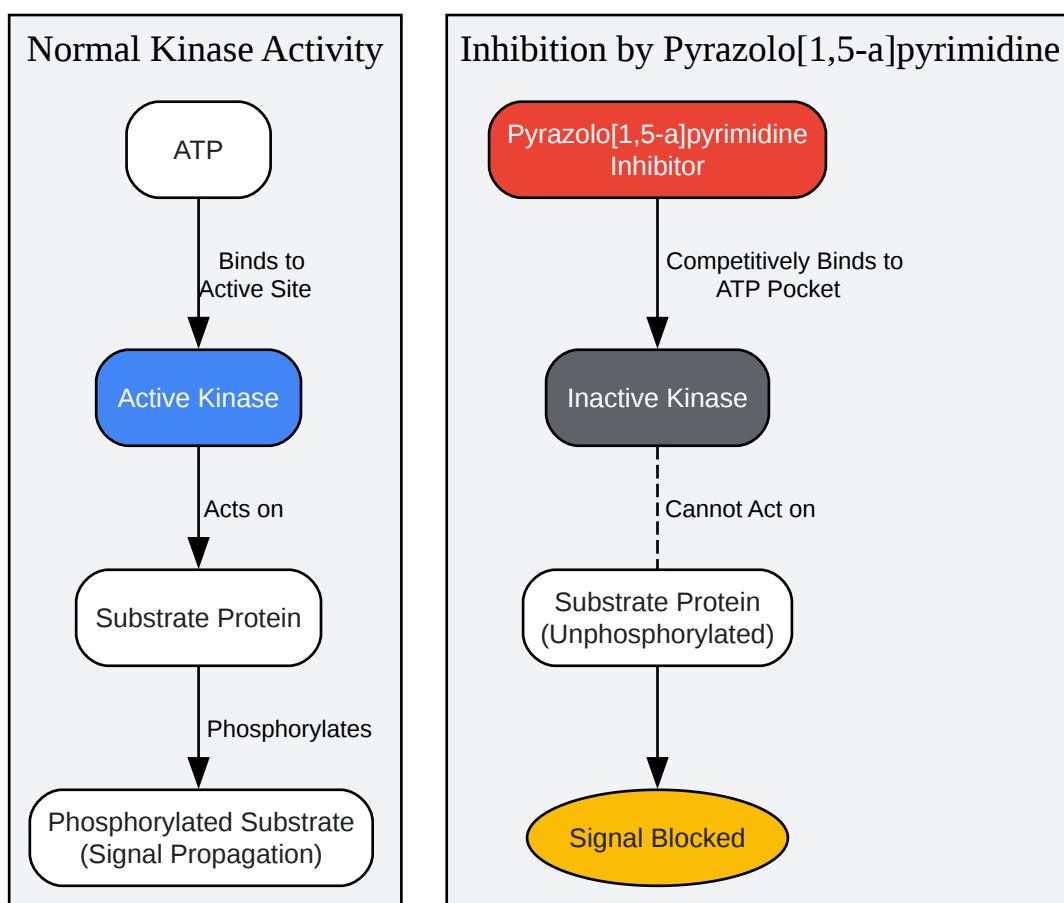 Normal Kinase Activity
ATP
Binds to
Active Site
Active Kinase
Acts on
Substrate Protein
Phosphorylates
Phosphorylated Substrate
(Signal Propagation)
Inhibition by Pyrazolo[1,5-a]pyrimidine
Pyrazolo[1,5-a]pyrimidine
Inhibitor
Competitively Binds to
ATP Pocket
Inactive Kinase
Cannot Act on
Substrate Protein
(Unphosphorylated)
Signal Blocked